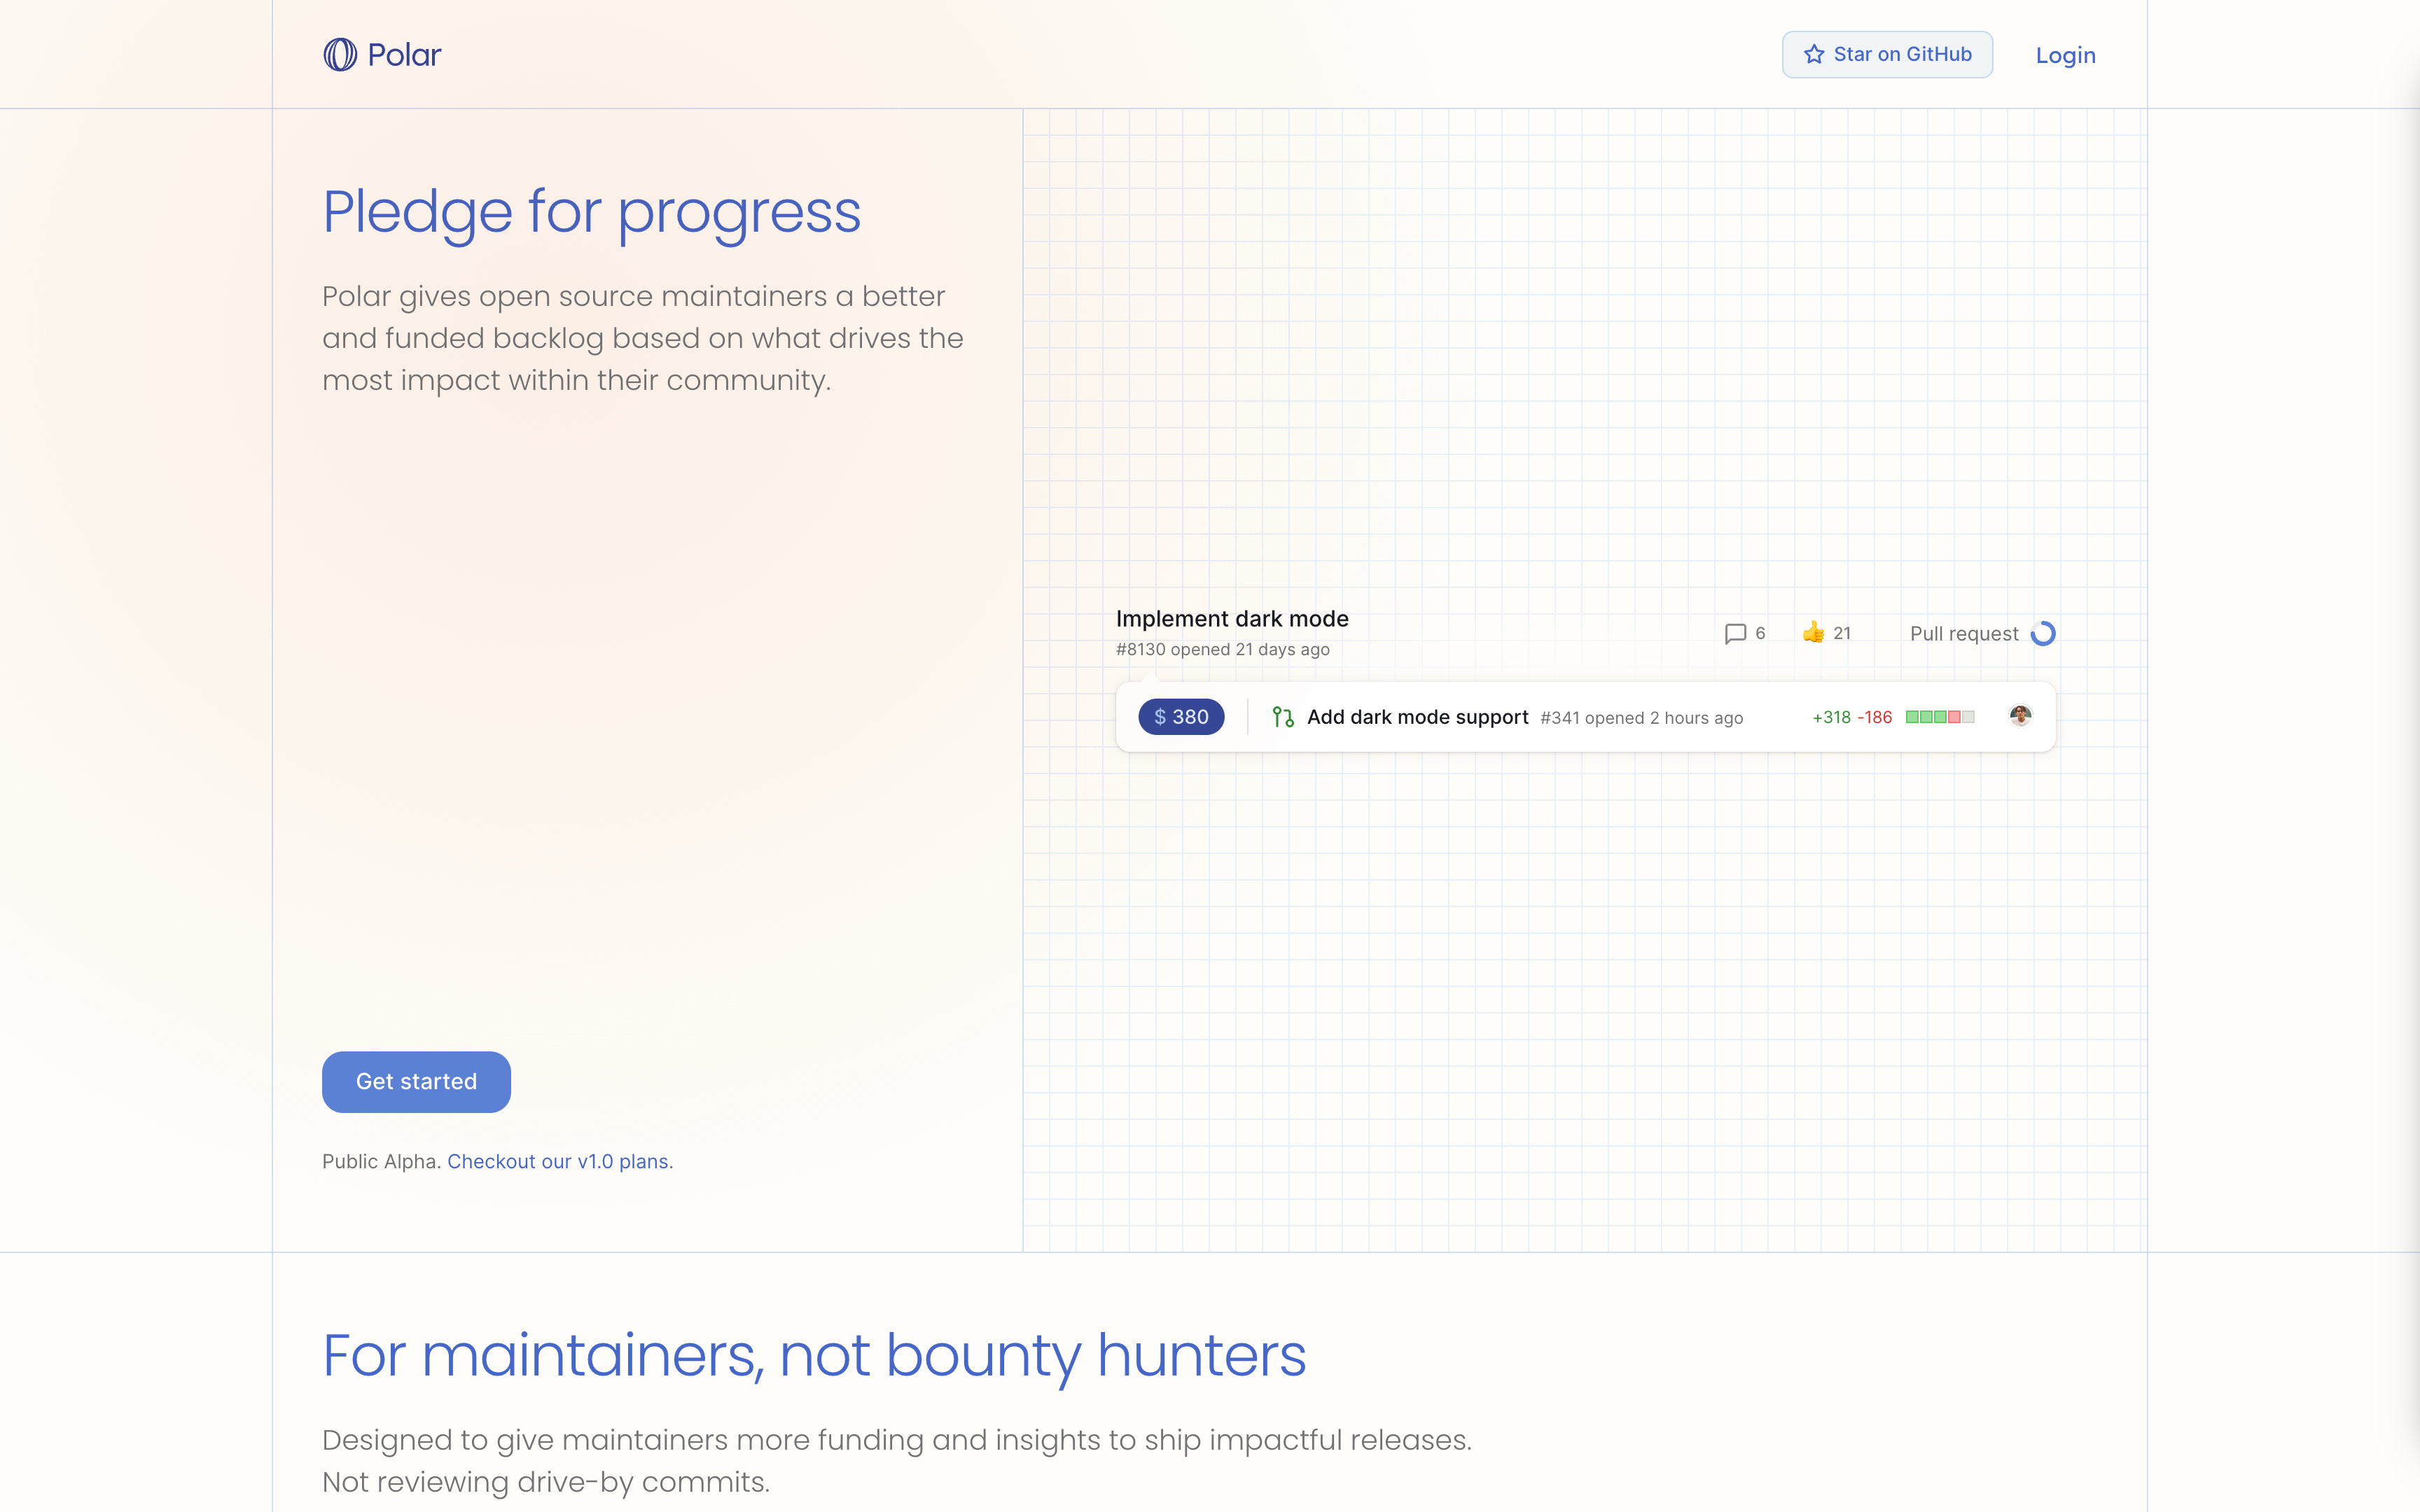 Polar
Star on GitHub
Login
Pledge for progress
Polar gives open source maintainers a better
and funded backlog based on what drives the
most impact within their community.
Implement dark mode
#8130 opened 21 days ago
6
👍 21
Pull request
$ 380
Add dark mode support #341 opened 2 hours ago
+318 -186
Get started
Public Alpha. Checkout our v1.0 plans.
For maintainers, not bounty hunters
Designed to give maintainers more funding and insights to ship impactful releases.
Not reviewing drive-by commits.